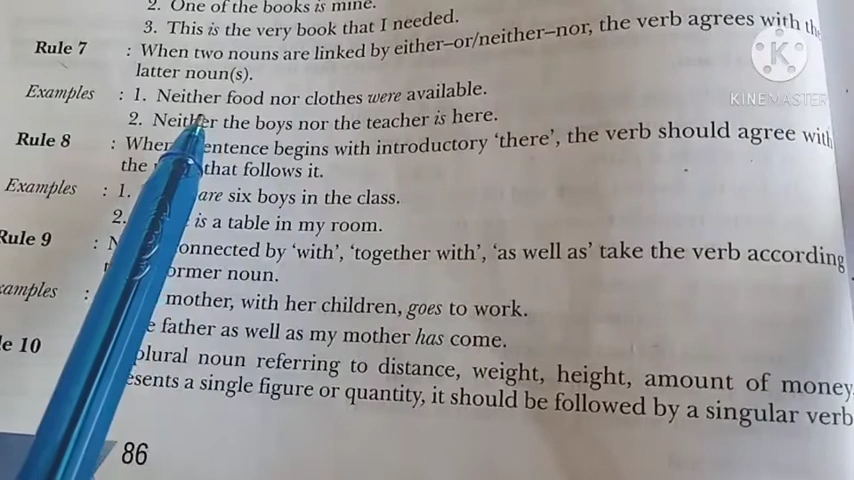 2. One of the books is mine.
3. This is the very book that I needed.
Rule 7 : When two nouns are linked by either–or/neither–nor, the verb agrees with the
latter noun(s).
Examples : 1. Neither food nor clothes were available.
2. Neither the boys nor the teacher is here.
Rule 8 : When sentence begins with introductory ‘there’, the verb should agree with
the that follows it.
Examples : 1. are six boys in the class.
2. is a table in my room.
Rule 9 : connected by ‘with’, ‘together with’, ‘as well as’ take the verb according
former noun.
: mother, with her children, goes to work.
father as well as my mother has come.
10 plural noun referring to distance, weight, height, amount of money,
a single figure or quantity, it should be followed by a singular verb
86
K
KINEMASTER